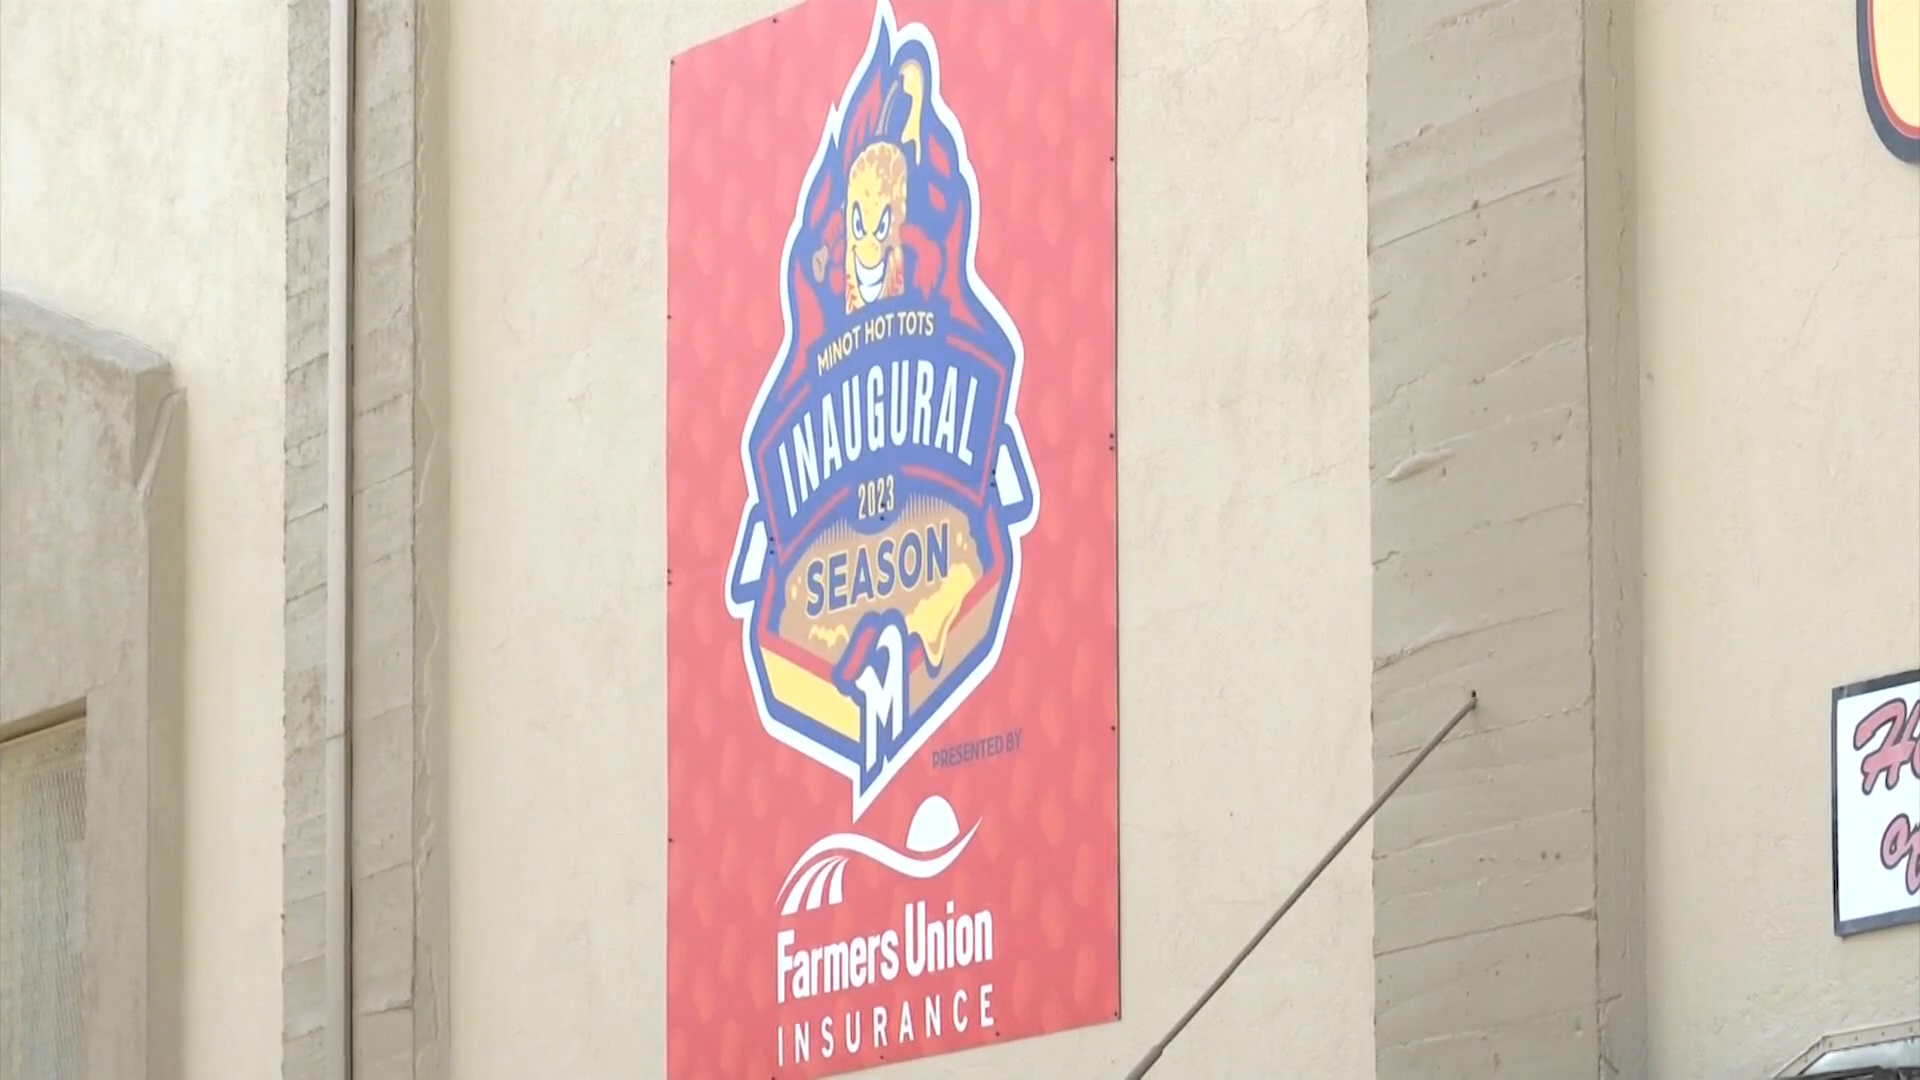 MINOT HOT TOTS
INAUGURAL
2023
SEASON
M
PRESENTED BY
Farmers Union
INSURANCE